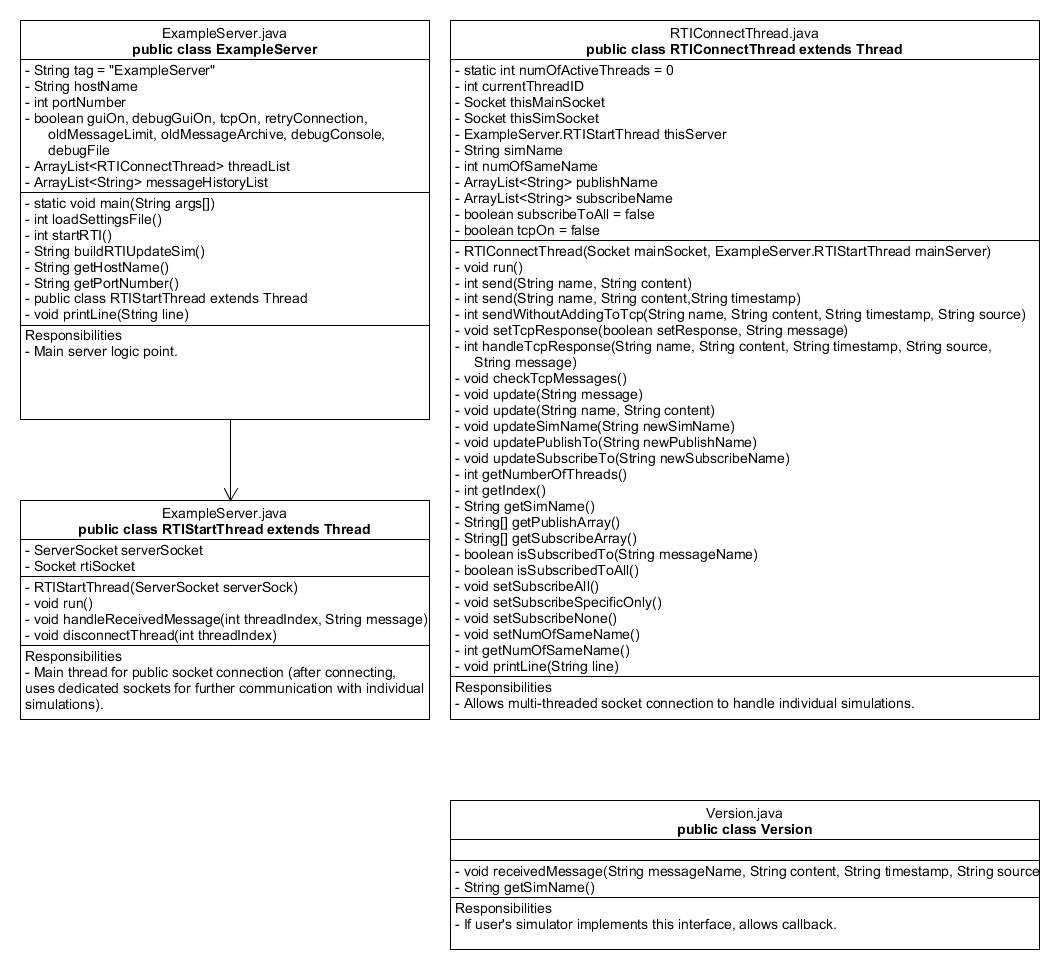 ExampleServer.java
public class ExampleServer
- String tag = "ExampleServer"
- String hostName
- int portNumber
- boolean guiOn, debugGuiOn, tcpOn, retryConnection,
oldMessageLimit, oldMessageArchive, debugConsole,
debugFile
- ArrayList<RTIConnectThread> threadList
- ArrayList<String> messageHistoryList
- static void main(String args[])
- int loadSettingsFile()
- int startRTI()
- String buildRTIUpdateSim()
- String getHostName()
- String getPortNumber()
- public class RTIStartThread extends Thread
- void printLine(String line)
Responsibilities
- Main server logic point.
ExampleServer.java
public class RTIStartThread extends Thread
- ServerSocket serverSocket
- Socket rtiSocket
- RTIStartThread(ServerSocket serverSock)
- void run()
- void handleReceivedMessage(int threadIndex, String message)
- void disconnectThread(int threadIndex)
Responsibilities
- Main thread for public socket connection (after connecting,
uses dedicated sockets for further communication with individual
simulations).
RTIConnectThread.java
public class RTIConnectThread extends Thread
- static int numOfActiveThreads = 0
- int currentThreadID
- Socket thisMainSocket
- Socket thisSimSocket
- ExampleServer.RTIStartThread thisServer
- String simName
- int numOfSameName
- ArrayList<String> publishName
- ArrayList<String> subscribeName
- boolean subscribeToAll = false
- boolean tcpOn = false
- RTIConnectThread(Socket mainSocket, ExampleServer.RTIStartThread mainServer)
- void run()
- int send(String name, String content)
- int send(String name, String content,String timestamp)
- int sendWithoutAddingToTcp(String name, String content, String timestamp, String source)
- void setTcpResponse(boolean setResponse, String message)
- int handleTcpResponse(String name, String content, String timestamp, String source,
String message)
- void checkTcpMessages()
- void update(String message)
- void update(String name, String content)
- void updateSimName(String newSimName)
- void updatePublishTo(String newPublishName)
- void updateSubscribeTo(String newSubscribeName)
- int getNumberOfThreads()
- int getIndex()
- String getSimName()
- String[] getPublishArray()
- String[] getSubscribeArray()
- boolean isSubscribedTo(String messageName)
- boolean isSubscribedToAll()
- void setSubscribeAll()
- void setSubscribeSpecificOnly()
- void setSubscribeNone()
- void setNumOfSameName()
- int getNumOfSameName()
- void printLine(String line)
Responsibilities
- Allows multi-threaded socket connection to handle individual simulations.
Version.java
public class Version
- void receivedMessage(String messageName, String content, String timestamp, String source
- String getSimName()
Responsibilities
- If user's simulator implements this interface, allows callback.